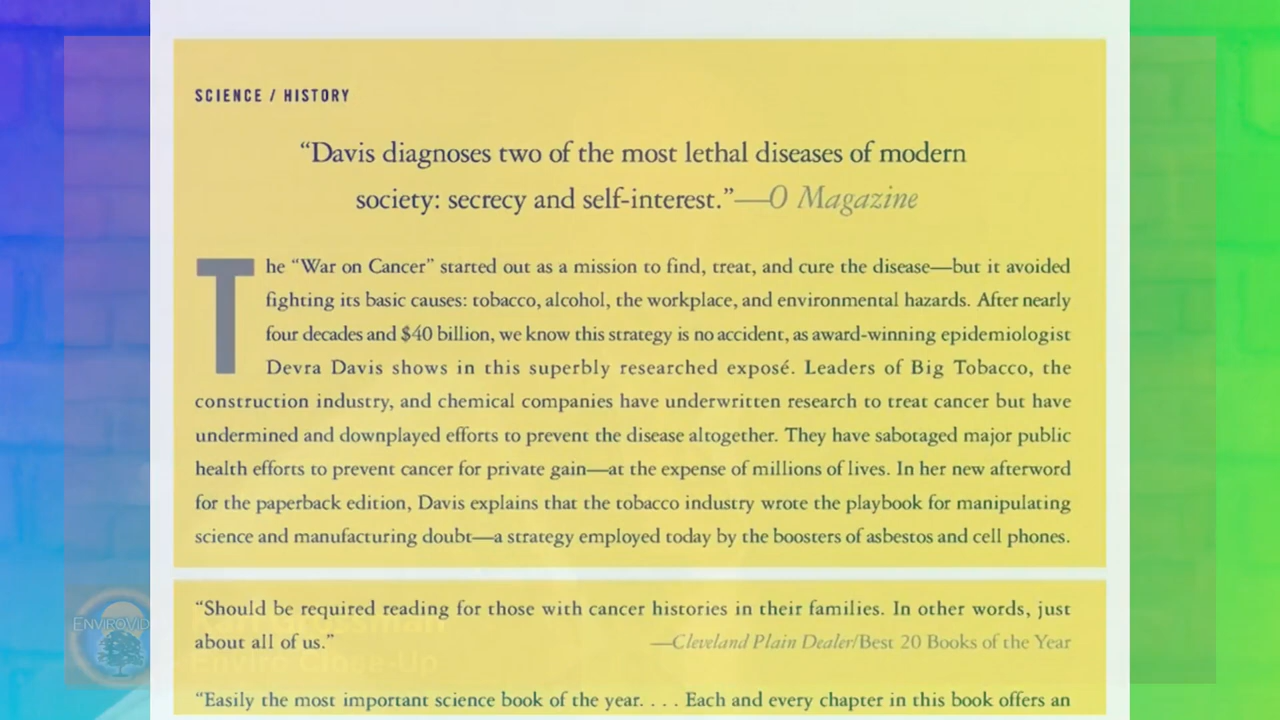 SCIENCE / HISTORY
“Davis diagnoses two of the most lethal diseases of modern
society: secrecy and self-interest.”—O Magazine
The “War on Cancer” started out as a mission to find, treat, and cure the disease—but it avoided
fighting its basic causes: tobacco, alcohol, the workplace, and environmental hazards. After nearly
four decades and $40 billion, we know this strategy is no accident, as award-winning epidemiologist
Devra Davis shows in this superbly researched exposé. Leaders of Big Tobacco, the
construction industry, and chemical companies have underwritten research to treat cancer but have
undermined and downplayed efforts to prevent the disease altogether. They have sabotaged major public
health efforts to prevent cancer for private gain—at the expense of millions of lives. In her new afterword
for the paperback edition, Davis explains that the tobacco industry wrote the playbook for manipulating
science and manufacturing doubt—a strategy employed today by the boosters of asbestos and cell phones.
“Should be required reading for those with cancer histories in their families. In other words, just
about all of us.” —Cleveland Plain Dealer/Best 20 Books of the Year
“Easily the most important science book of the year. . . . Each and every chapter in this book offers an
ENVIROVID
Karl Grossman
Enviro Close-Up